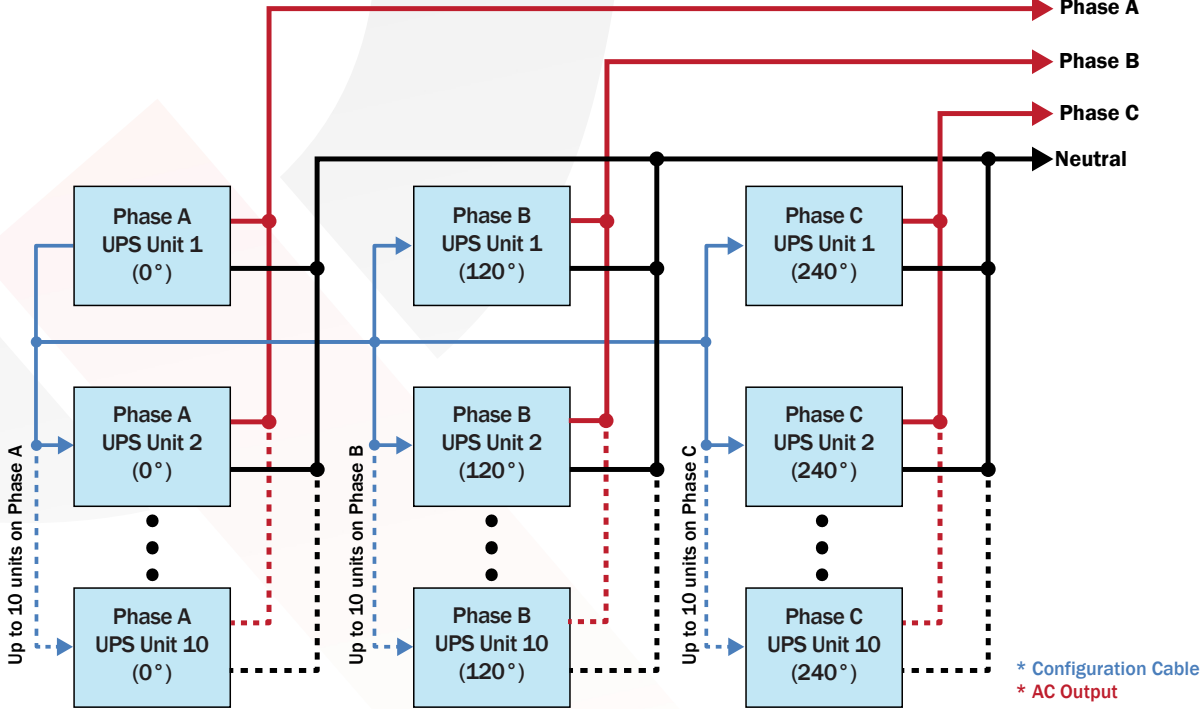 Phase A
Phase B
Phase C
Neutral
Phase A
UPS Unit 1
(0°)
Phase B
UPS Unit 1
(120°)
Phase C
UPS Unit 1
(240°)
Phase A
UPS Unit 2
(0°)
Phase B
UPS Unit 2
(120°)
Phase C
UPS Unit 2
(240°)
Up to 10 units on Phase A
Up to 10 units on Phase B
Up to 10 units on Phase C
Phase A
UPS Unit 10
(0°)
Phase B
UPS Unit 10
(120°)
Phase C
UPS Unit 10
(240°)
* Configuration Cable
* AC Output